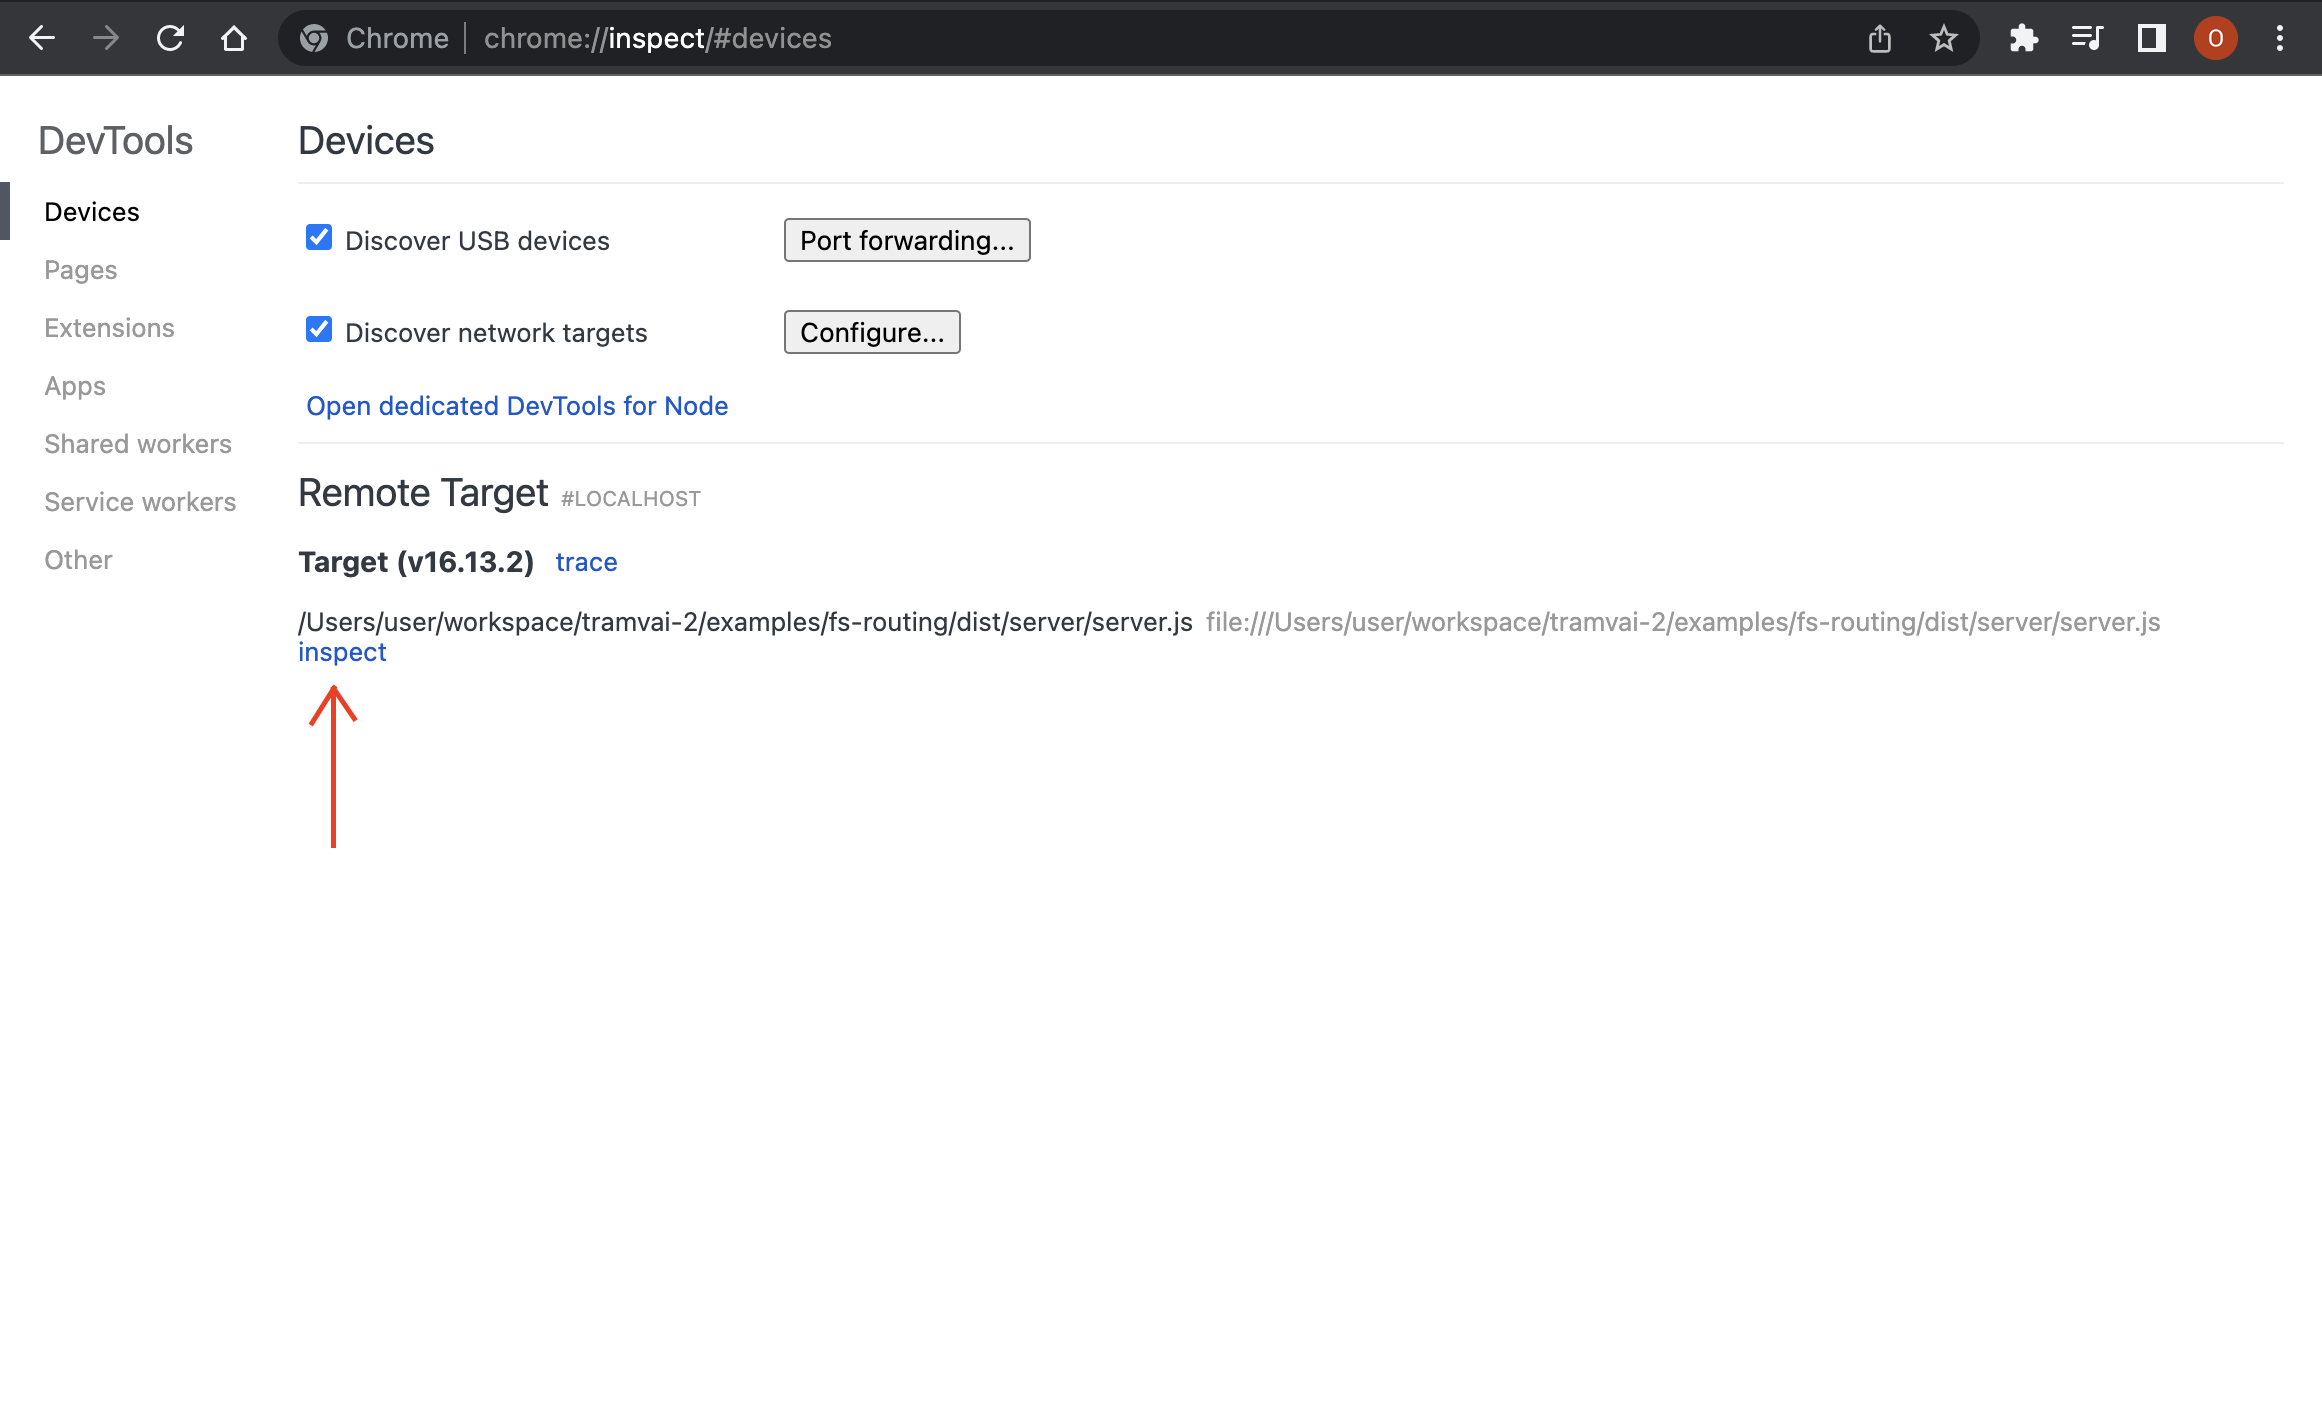 Chrome | chrome://inspect/#devices
O
DevTools
Devices
Pages
Extensions
Apps
Shared workers
Service workers
Other
Devices
Discover USB devices
Port forwarding...
Discover network targets
Configure...
Open dedicated DevTools for Node
Remote Target #LOCALHOST
Target (v16.13.2) trace
/Users/user/workspace/tramvai-2/examples/fs-routing/dist/server/server.js file:///Users/user/workspace/tramvai-2/examples/fs-routing/dist/server/server.js
inspect